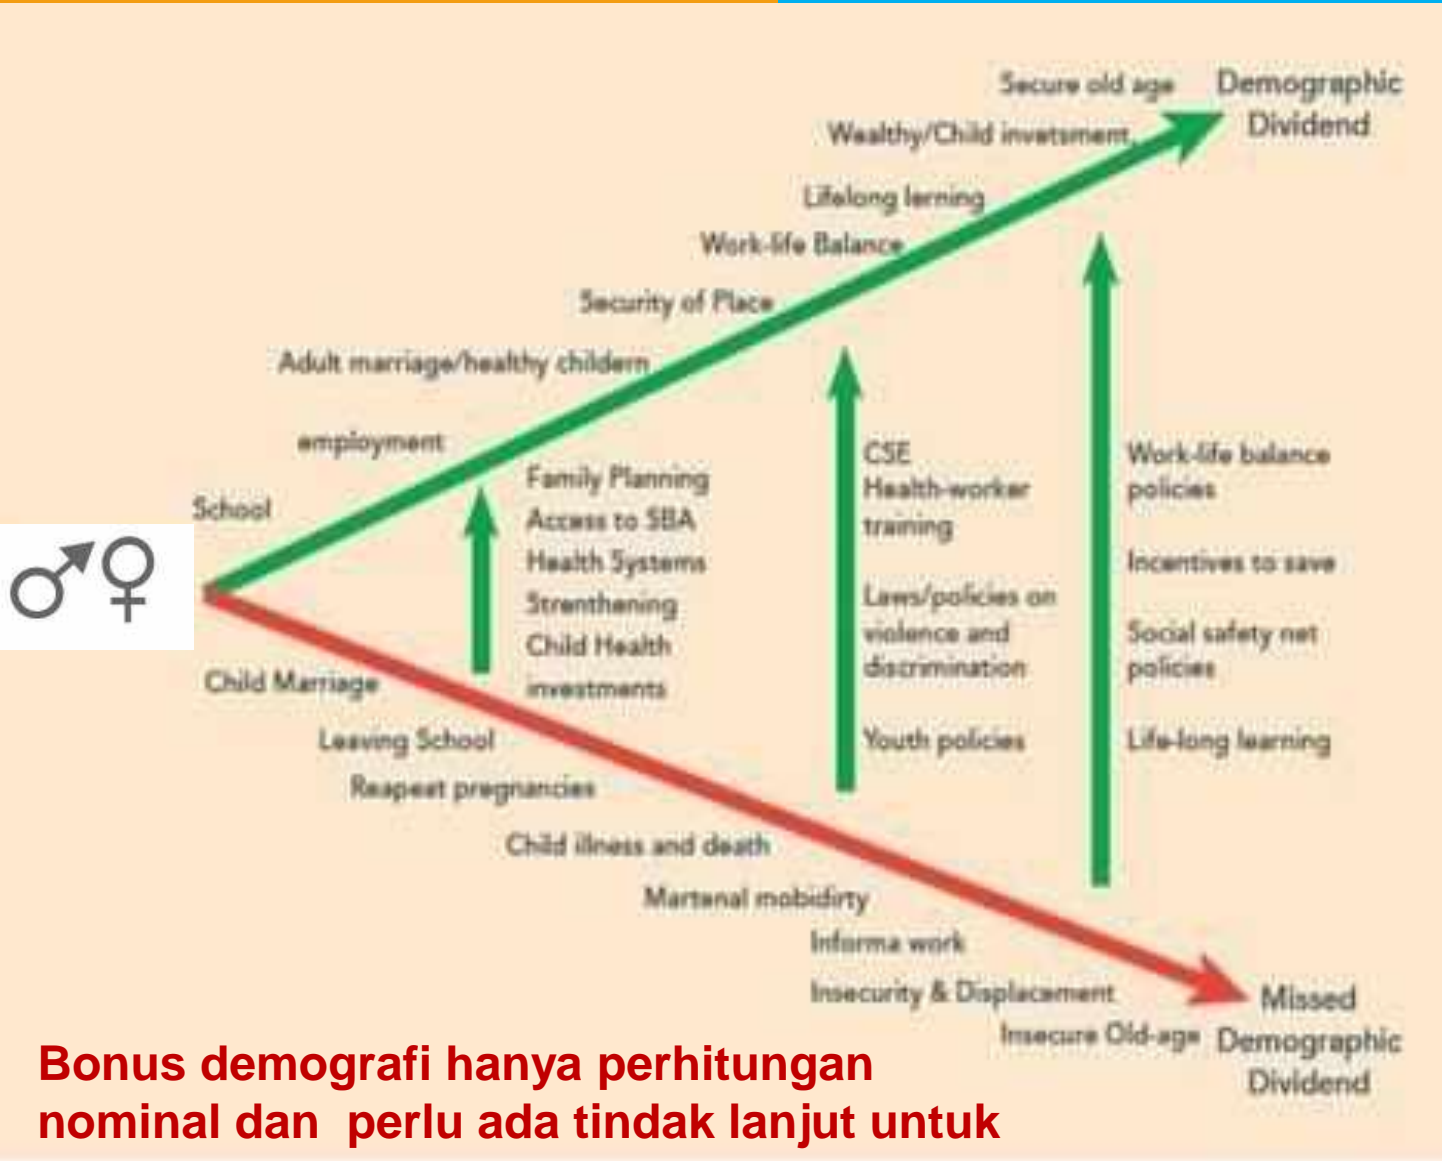 Secure old age
Demographic
Dividend
Wealthy/Child invetsment
Lifelong lerning
Work-life Balance
Security of Place
Adult marriage/healthy childern
employment
School
Family Planning
Access to SBA
Health Systems
Strenthening
Child Health
investments
CSE
Health-worker
training
Laws/policies on
violence and
discrimination
Youth policies
Work-life balance
policies
Incentives to save
Social safety net
policies
Life-long learning
Child Marriage
Leaving School
Reapeat pregnancies
Child illness and death
Martenal mobidirty
Informa work
Insecurity & Displacement
Insecure Old-age
Missed
Demographic
Dividend
Bonus demografi hanya perhitungan
nominal dan perlu ada tindak lanjut untuk